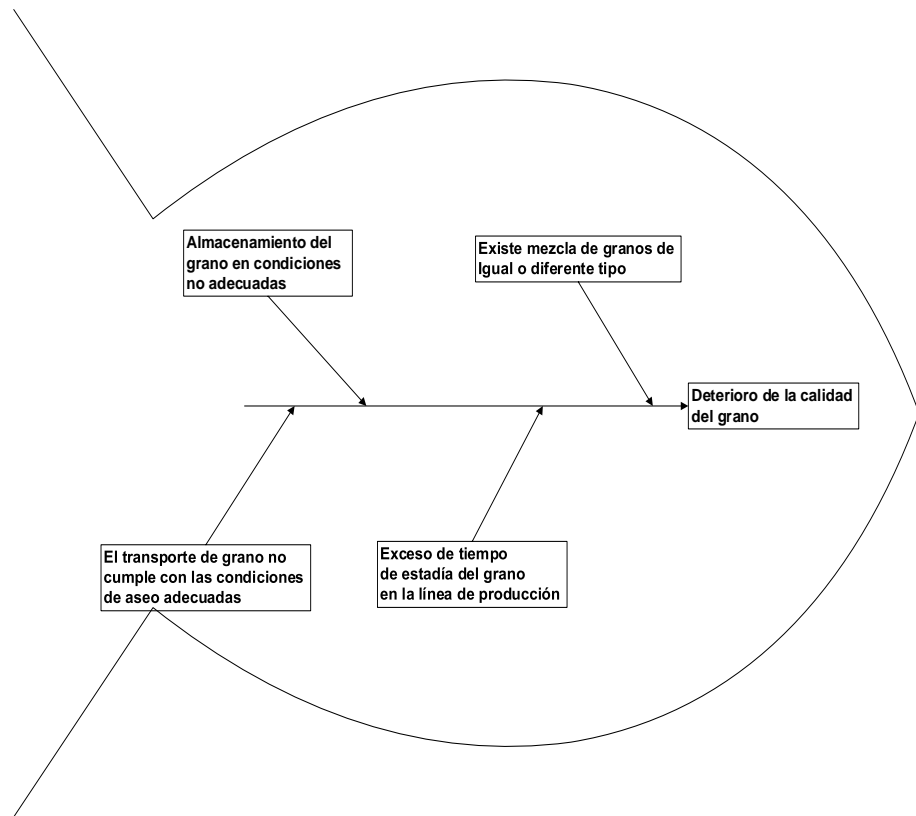 Almacenamiento del
grano en condiciones
no adecuadas
Existe mezcla de granos de
Igual o diferente tipo
Deterioro de la calidad
del grano
El transporte de grano no
cumple con las condiciones
de aseo adecuadas
Exceso de tiempo
de estadía del grano
en la línea de producción